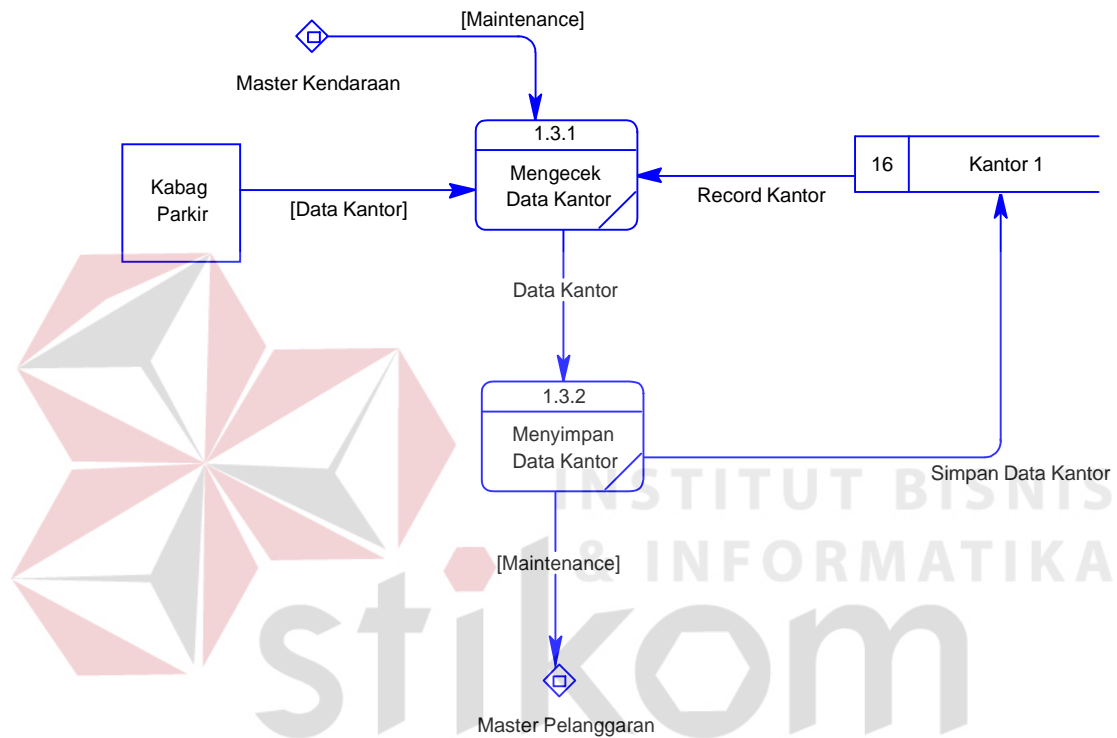 [Maintenance]
Master Kendaraan
1.3.1
Mengecek
Data Kantor
Kabag
Parkir
[Data Kantor]
16
Kantor 1
Record Kantor
Data Kantor
1.3.2
Menyimpan
Data Kantor
Simpan Data Kantor
INSTITUT BISNIS
& INFORMATIKA
stikom
[Maintenance]
Master Pelanggaran